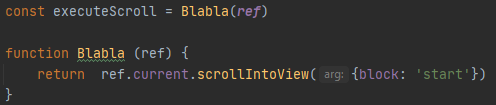 const executeScroll = Blabla(ref)
function Blabla (ref) {
return ref.current.scrollIntoView( arg: {block: 'start'})
}